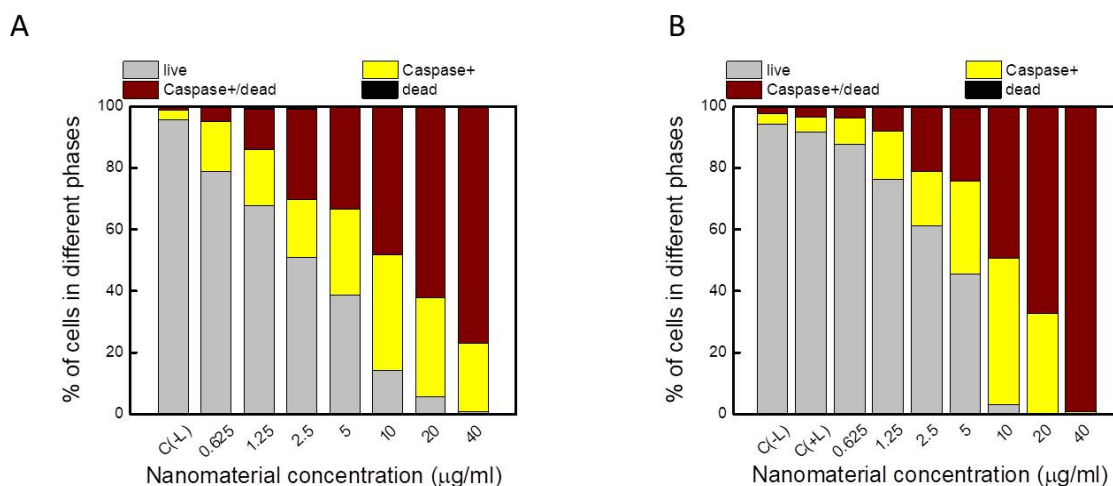 A
live
Caspase+
Caspase+/dead
dead
100
80
60
40
20
0
% of cells in different phases
C(-L)
0.625
1.25
2.5
5
10
20
40
Nanomaterial concentration (μg/ml)
B
live
Caspase+
Caspase+/dead
dead
100
80
60
40
20
0
% of cells in different phases
C(-L)
C(+L)
0.625
1.25
2.5
5
10
20
40
Nanomaterial concentration (μg/ml)